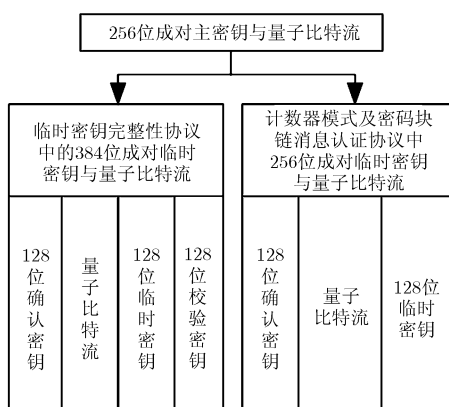 256位成对主密钥与量子比特流
临时密钥完整性协议
中的384位成对临时
密钥与量子比特流
计数器模式及密码块
链消息认证协议中
256位成对临时密钥
与量子比特流
128
位
确
认
密
钥
量
子
比
特
流
128
位
临
时
密
钥
128
位
校
验
密
钥
128
位
确
认
密
钥
量子
比特流
128位
临时
密钥